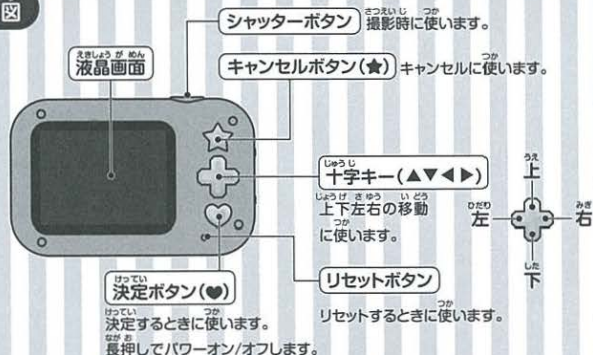 図
シャッターボタン 撮影時に使います。
液晶画面
キャンセルボタン(★) キャンセルに使います。
十字キー(▲▼◀▶)
上下左右の移動
に使います。
上
左 右
下
決定ボタン(♥)
決定するときに使います。
長押しでパワーオン/オフします。
リセットボタン
リセットするときに使います。